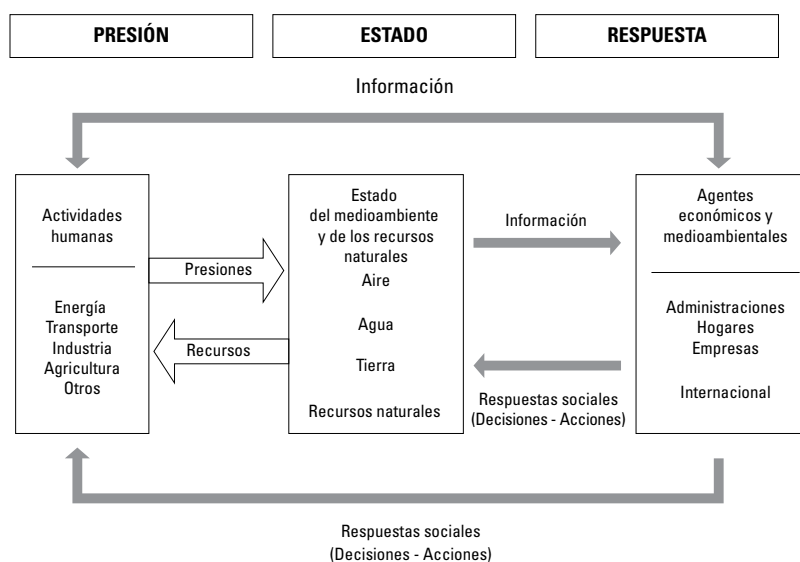 PRESIÓN
ESTADO
RESPUESTA
Información
Actividades
humanas
Energía
Transporte
Industria
Agricultura
Otros
Presiones
Recursos
Estado
del medioambiente
y de los recursos
naturales
Aire
Agua
Tierra
Recursos naturales
Información
Respuestas sociales
(Decisiones - Acciones)
Agentes
económicos y
medioambientales
Administraciones
Hogares
Empresas
Internacional
Respuestas sociales
(Decisiones - Acciones)